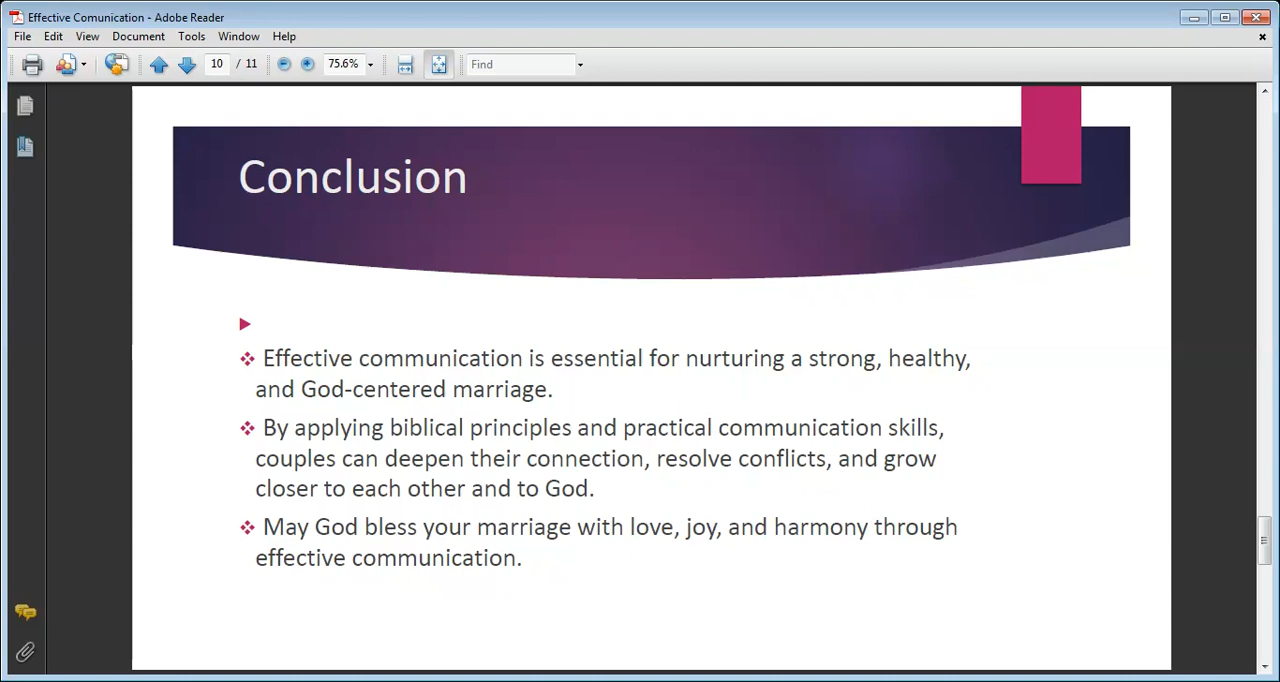 Effective Comunication - Adobe Reader
File Edit View Document Tools Window Help
10 / 11 75.6% Find
Conclusion
Effective communication is essential for nurturing a strong, healthy,
and God-centered marriage.
By applying biblical principles and practical communication skills,
couples can deepen their connection, resolve conflicts, and grow
closer to each other and to God.
May God bless your marriage with love, joy, and harmony through
effective communication.